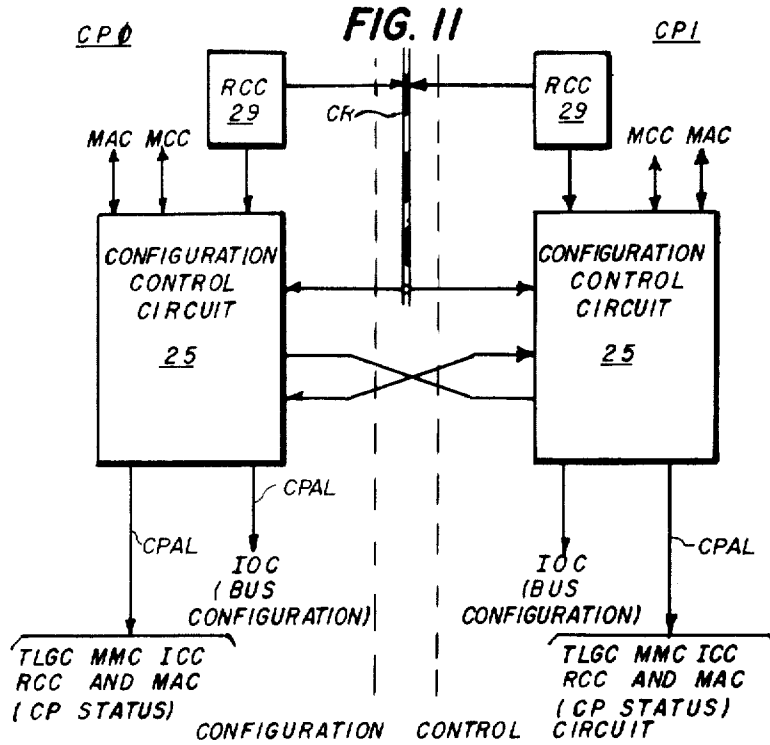 FIG. 11
CPØ
CP1
RCC
29
RCC
29
CR
MAC MCC
MCC MAC
CONFIGURATION
CONTROL
CIRCUIT
25
CONFIGURATION
CONTROL
CIRCUIT
25
CPAL
CPAL
CPAL
IOC
(BUS
CONFIGURATION)
IOC
(BUS
CONFIGURATION)
TLGC MMC ICC
RCC AND MAC
(CP STATUS)
TLGC MMC ICC
RCC AND MAC
(CP STATUS)
CONFIGURATION CONTROL CIRCUIT